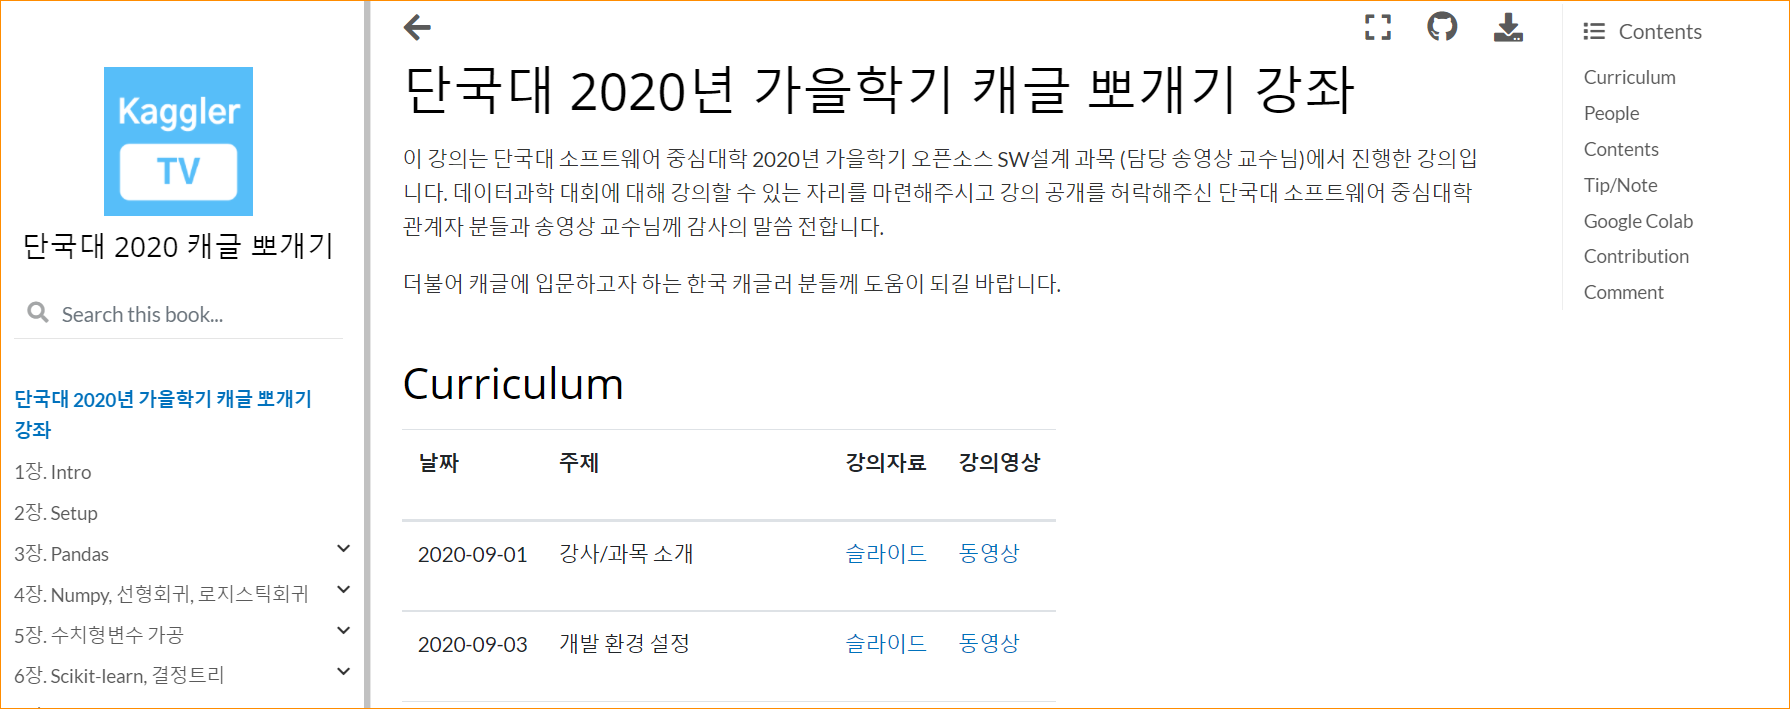 Kaggler
TV
단국대 2020 캐글 뽀개기
Search this book...
단국대 2020년 가을학기 캐글 뽀개기
강좌
1장. Intro
2장. Setup
3장. Pandas
4장. Numpy, 선형회귀, 로지스틱회귀
5장. 수치형변수 가공
6장. Scikit-learn, 결정트리
단국대 2020년 가을학기 캐글 뽀개기 강좌
이 강의는 단국대 소프트웨어 중심대학 2020년 가을학기 오픈소스 SW설계 과목 (담당 송영상 교수님)에서 진행한 강의입
니다. 데이터과학 대회에 대해 강의할 수 있는 자리를 마련해주시고 강의 공개를 허락해주신 단국대 소프트웨어 중심대학
관계자 분들과 송영상 교수님께 감사의 말씀 전합니다.
더불어 캐글에 입문하고자 하는 한국 캐글러 분들께 도움이 되길 바랍니다.
Curriculum
날짜 주제 강의자료 강의영상
2020-09-01 강사/과목 소개 슬라이드 동영상
2020-09-03 개발 환경 설정 슬라이드 동영상
Contents
Curriculum
People
Contents
Tip/Note
Google Colab
Contribution
Comment